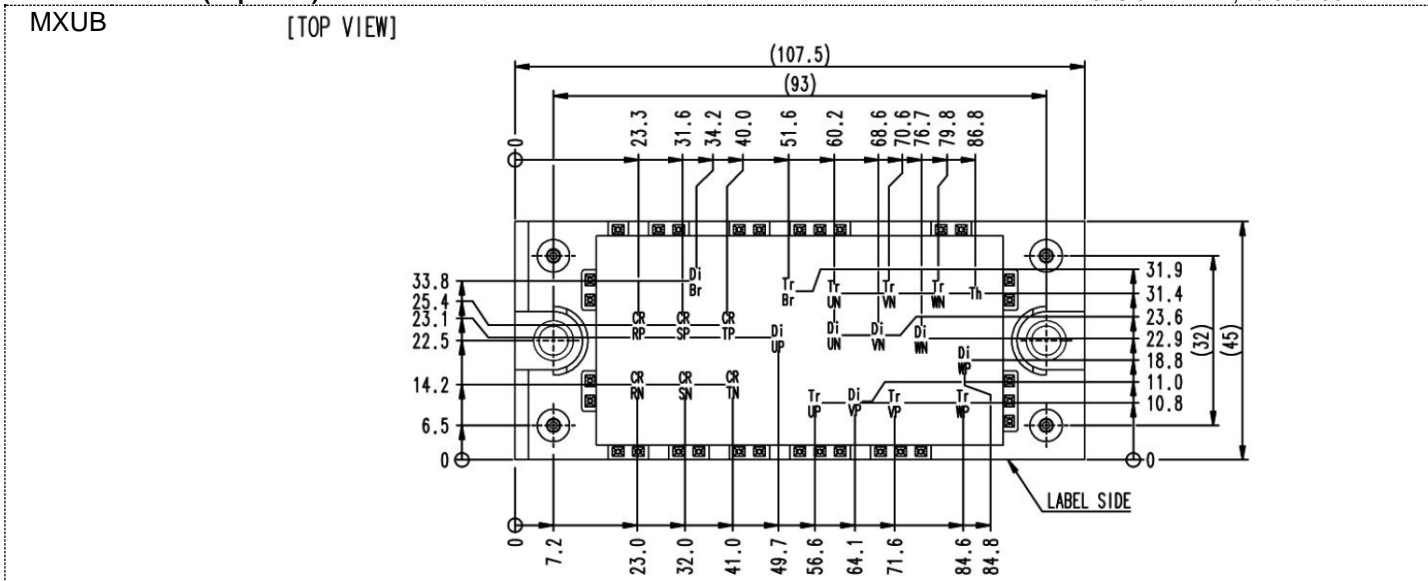 MXUB
[TOP VIEW]
(107.5)
(93)
0
23.3
31.6
34.2
40.0
51.6
60.2
68.6
70.6
76.7
79.8
86.8
33.8
25.4
23.1
22.5
14.2
6.5
0
Di
Br
Tr
Br
Tr
UN
Tr
VN
Tr
WN
Th
CR
RP
CR
SP
CR
TP
Di
UP
Di
UN
Di
VN
Di
WN
Di
WP
CR
RN
CR
SN
CR
TN
Tr
UP
Di
VP
Tr
VP
Tr
WP
31.9
31.4
23.6
22.9
18.8
11.0
10.8
0
(32)
(45)
LABEL SIDE
0
7.2
23.0
32.0
41.0
49.7
56.6
64.1
71.6
84.6
84.8